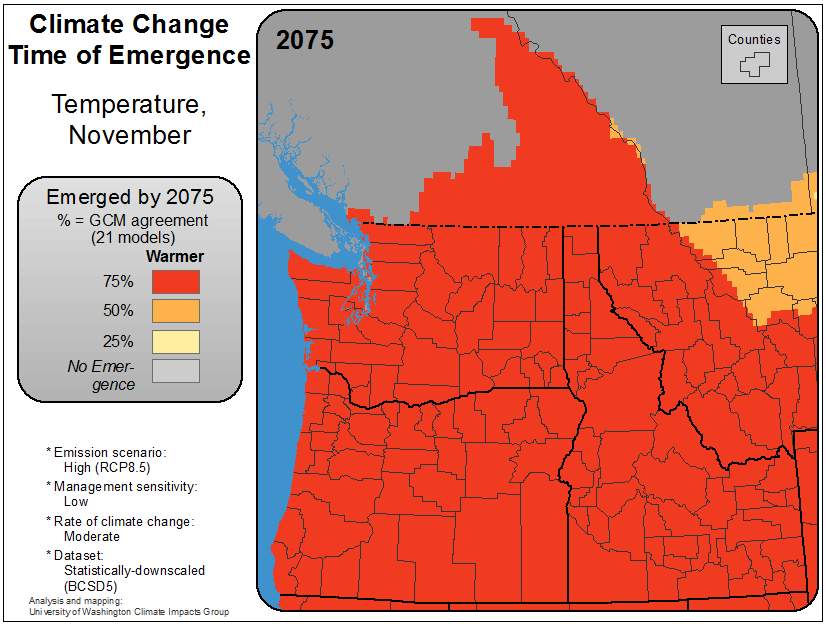 Climate Change
Time of Emergence
Temperature,
November
Emerged by 2075
% = GCM agreement
(21 models)
Warmer
75%
50%
25%
No Emer-
gence
* Emission scenario:
High (RCP8.5)
* Management sensitivity:
Low
* Rate of climate change:
Moderate
* Dataset:
Statistically-downscaled
(BCSD5)
Analysis and mapping:
University of Washington Climate Impacts Group
2075
Counties